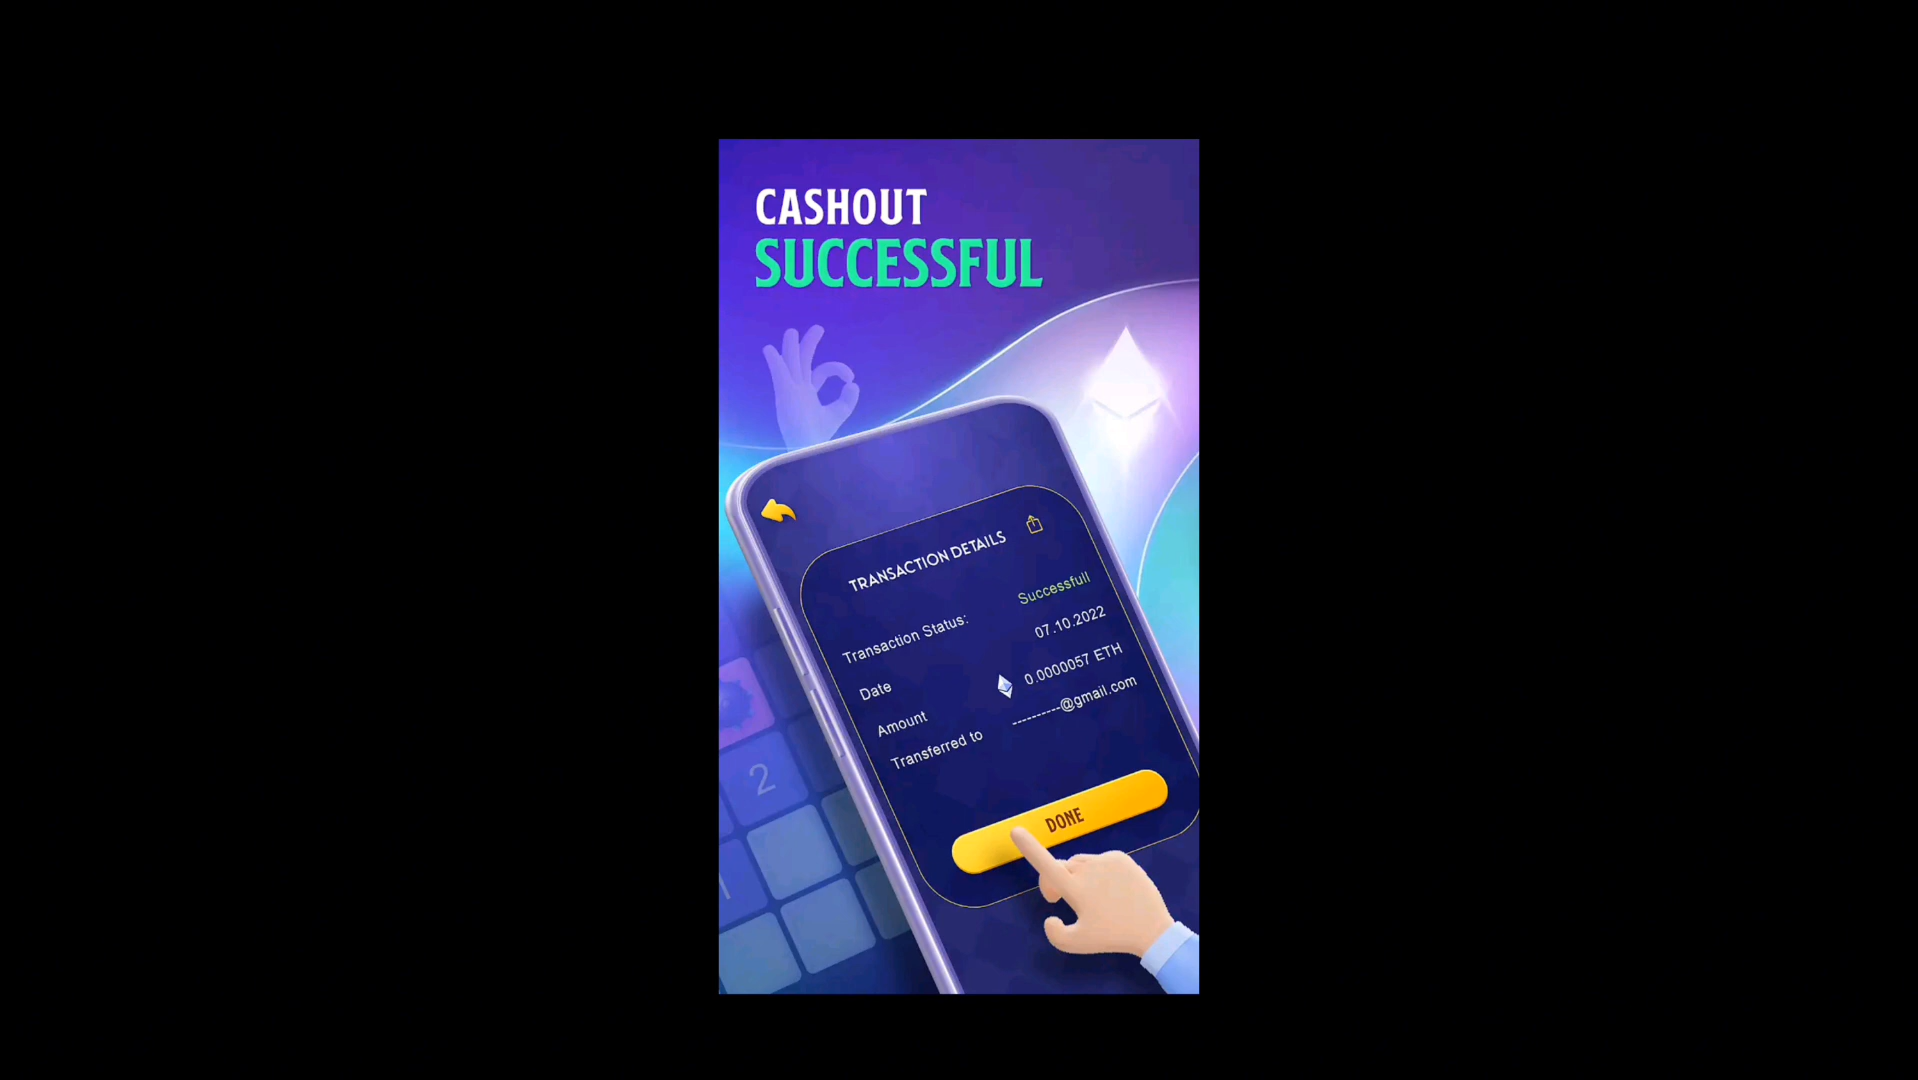 CASHOUT
SUCCESSFUL
TRANSACTION DETAILS
Transaction Status: Successfull
Date 07.10.2022
Amount 0.0000057 ETH
Transferred to ----------@gmail.com
DONE
2
1